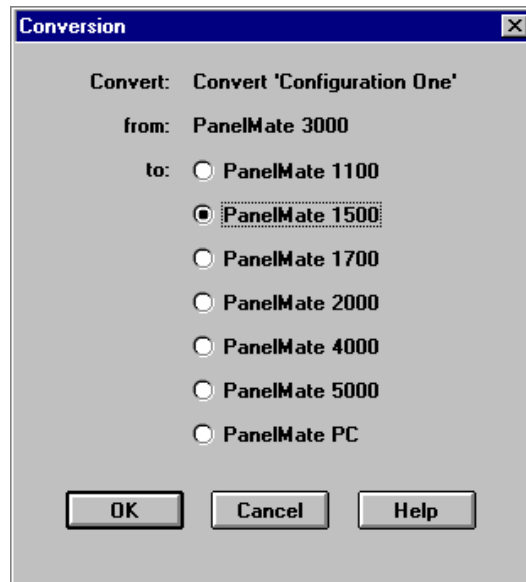 Conversion
Convert: Convert 'Configuration One'
from: PanelMate 3000
to: PanelMate 1100
PanelMate 1500
PanelMate 1700
PanelMate 2000
PanelMate 4000
PanelMate 5000
PanelMate PC
OK Cancel Help